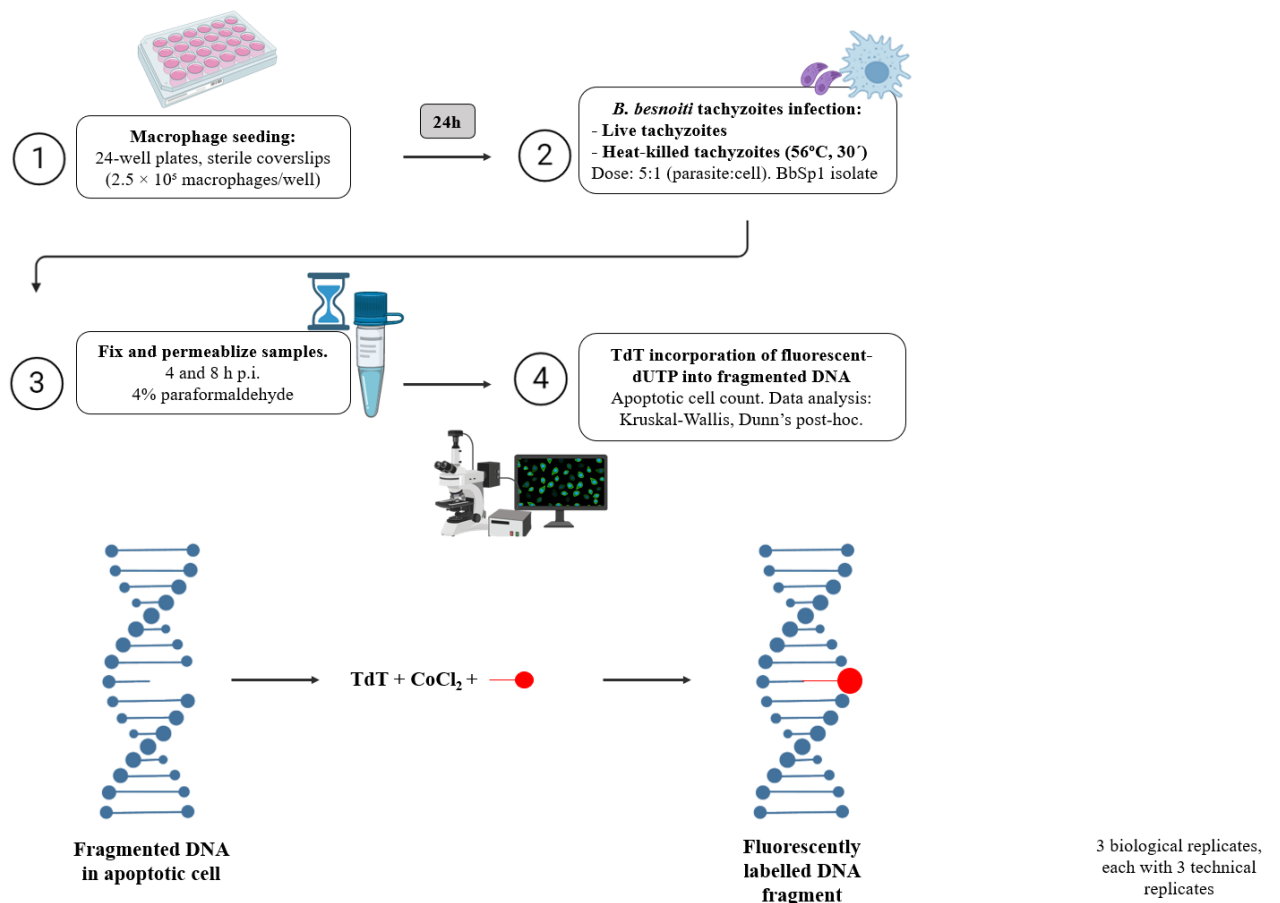 1
Macrophage seeding:
24-well plates, sterile coverslips
(2.5 × 10⁵ macrophages/well)
24h
2
B. besnoiti tachyzoites infection:
- Live tachyzoites
- Heat-killed tachyzoites (56ºC, 30´)
Dose: 5:1 (parasite:cell). BbSp1 isolate
3
Fix and permeablize samples.
4 and 8 h p.i.
4% paraformaldehyde
4
TdT incorporation of fluorescent-
dUTP into fragmented DNA
Apoptotic cell count. Data analysis:
Kruskal-Wallis, Dunn’s post-hoc.
TdT + CoCl₂ +
Fragmented DNA
in apoptotic cell
Fluorescently
labelled DNA
fragment
3 biological replicates,
each with 3 technical
replicates